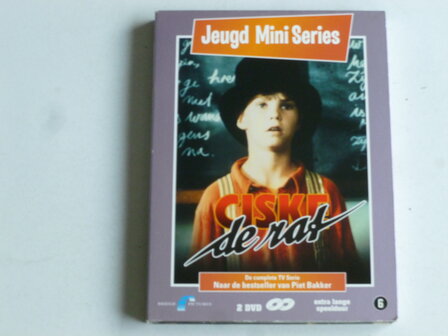 Jeugd Mini Series
CISKE
de rat
De complete TV Serie
Naar de bestseller van Piet Bakker
2 DVD
extra lange
speelduur
6